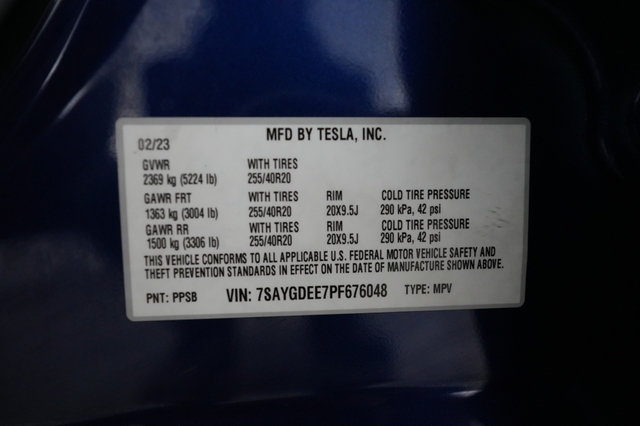 MFD BY TESLA, INC.
02/23
GVWR WITH TIRES
2369 kg (5224 lb) 255/40R20
GAWR FRT WITH TIRES RIM COLD TIRE PRESSURE
1363 kg (3004 lb) 255/40R20 20X9.5J 290 kPa, 42 psi
GAWR RR WITH TIRES RIM COLD TIRE PRESSURE
1500 kg (3306 lb) 255/40R20 20X9.5J 290 kPa, 42 psi
THIS VEHICLE CONFORMS TO ALL APPLICABLE U.S. FEDERAL MOTOR VEHICLE SAFETY AND
THEFT PREVENTION STANDARDS IN EFFECT ON THE DATE OF MANUFACTURE SHOWN ABOVE.
PNT: PPSB VIN: 7SAYGDEE7PF676048 TYPE: MPV